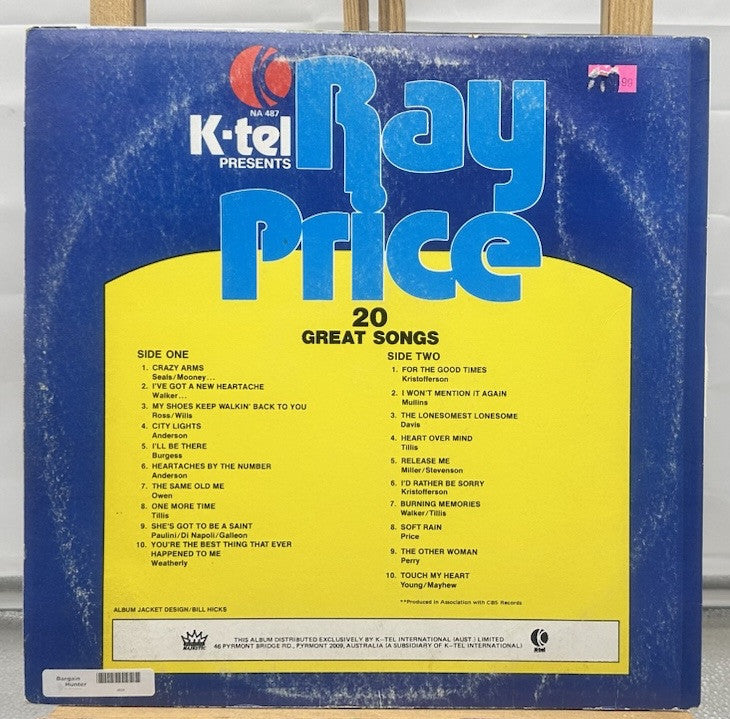 NA 487
K-tel
PRESENTS
Ray
Price
20
GREAT SONGS
SIDE ONE
1. CRAZY ARMS
Seals/Mooney...
2. I'VE GOT A NEW HEARTACHE
Walker...
3. MY SHOES KEEP WALKIN' BACK TO YOU
Ross/Wills
4. CITY LIGHTS
Anderson
5. I'LL BE THERE
Burgess
6. HEARTACHES BY THE NUMBER
Anderson
7. THE SAME OLD ME
Owen
8. ONE MORE TIME
Tillis
9. SHE'S GOT TO BE A SAINT
Paulini/Di Napoli/Galleon
10. YOU'RE THE BEST THING THAT EVER
HAPPENED TO ME
Weatherly
SIDE TWO
1. FOR THE GOOD TIMES
Kristofferson
2. I WON'T MENTION IT AGAIN
Mullins
3. THE LONESOMEST LONESOME
Davis
4. HEART OVER MIND
Tillis
5. RELEASE ME
Miller/Stevenson
6. I'D RATHER BE SORRY
Kristofferson
7. BURNING MEMORIES
Walker/Tillis
8. SOFT RAIN
Price
9. THE OTHER WOMAN
Perry
10. TOUCH MY HEART
Young/Mayhew
**Produced in Association with CBS Records
ALBUM JACKET DESIGN/BILL HICKS
MAJESTIC
THIS ALBUM DISTRIBUTED EXCLUSIVELY BY K-TEL INTERNATIONAL (AUST.) LIMITED
46 PYRMONT BRIDGE RD., PYRMONT 2009, AUSTRALIA (A SUBSIDIARY OF K-TEL INTERNATIONAL)
K-tel
Bargain
Hunter